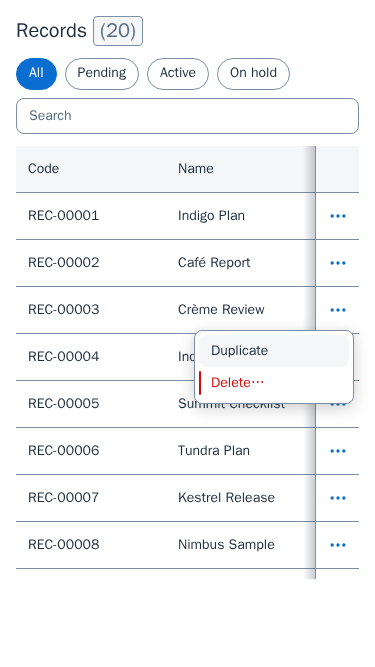 Records (20)
All Pending Active On hold
Search
Code Name
REC-00001 Indigo Plan
REC-00002 Café Report
REC-00003 Crème Review
REC-00004
Duplicate
Delete⋯
REC-00005 Summit Checklist
REC-00006 Tundra Plan
REC-00007 Kestrel Release
REC-00008 Nimbus Sample